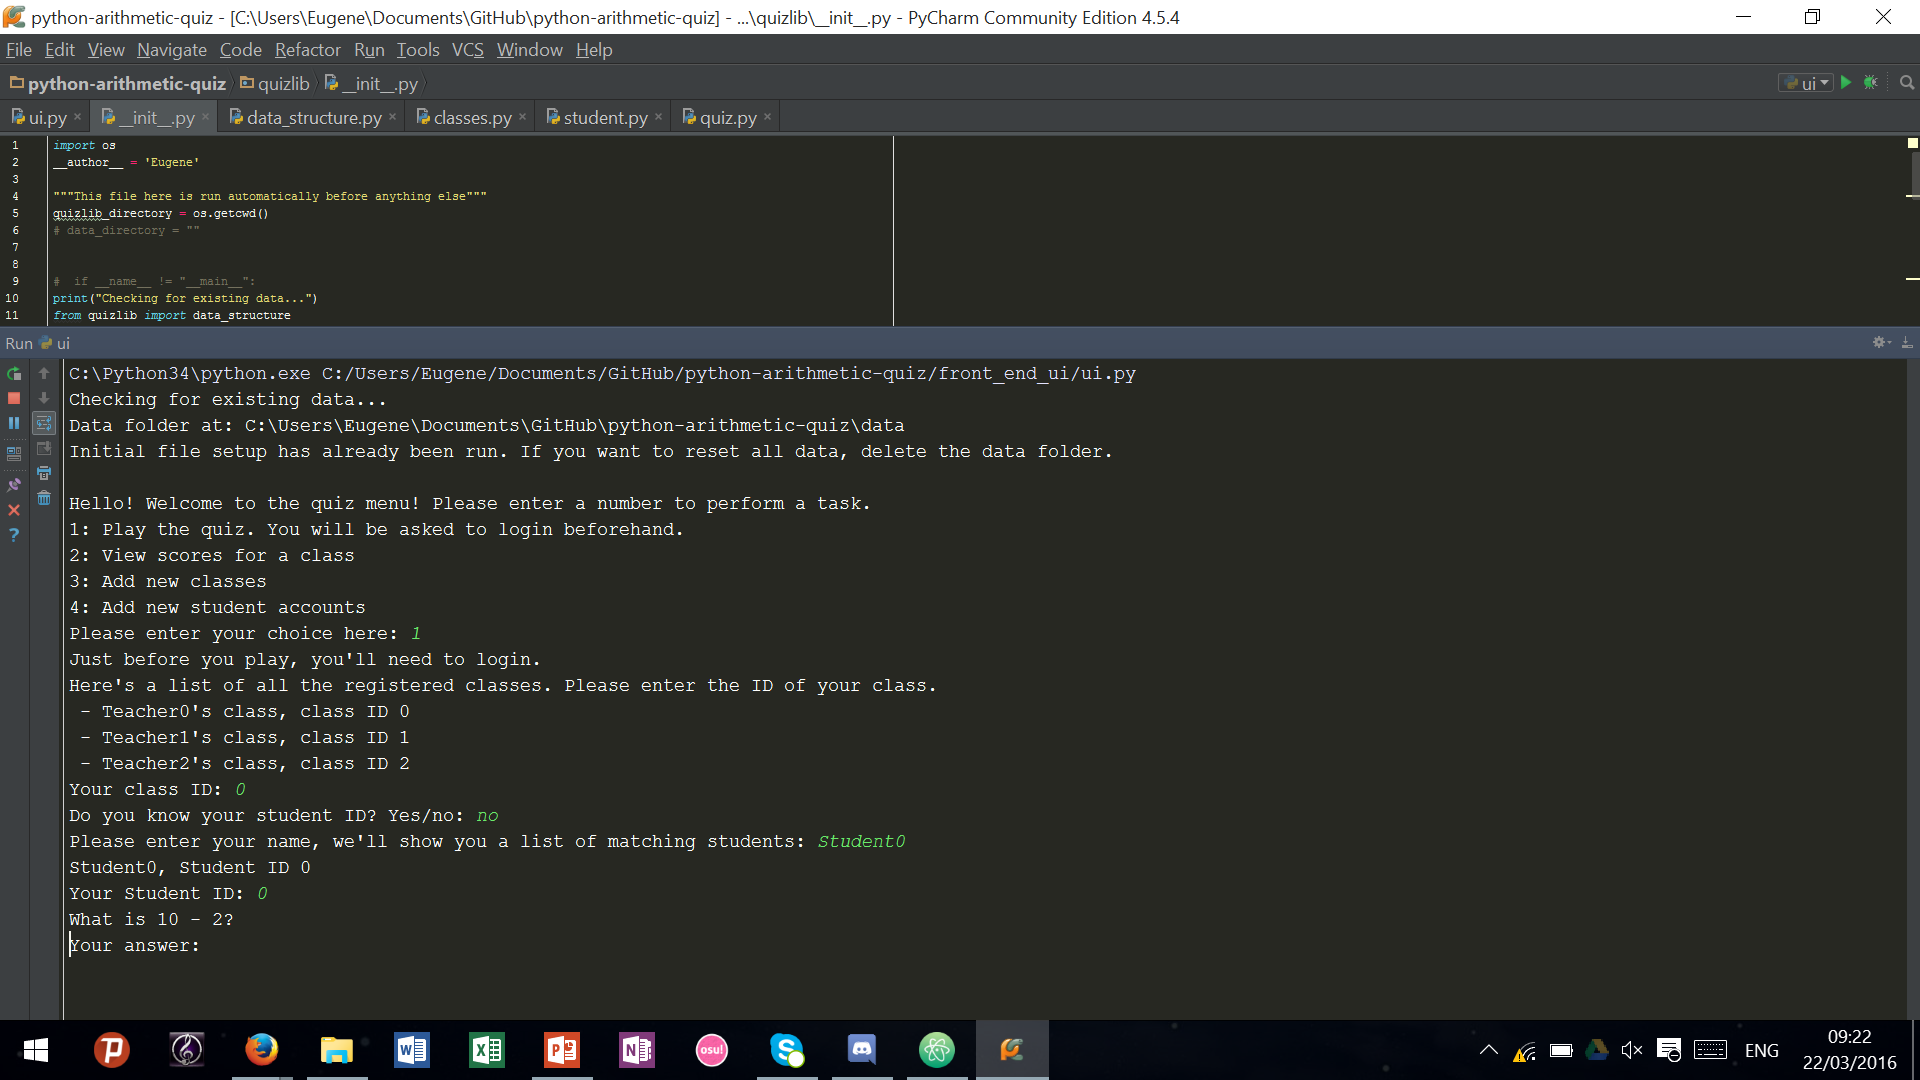 python-arithmetic-quiz - [C:\Users\Eugene\Documents\GitHub\python-arithmetic-quiz] - ...\quizlib\__init__.py - PyCharm Community Edition 4.5.4
File Edit View Navigate Code Refactor Run Tools VCS Window Help
python-arithmetic-quiz quizlib __init__.py ui
ui.py __init__.py data_structure.py classes.py student.py quiz.py
1 import os
2 __author__ = 'Eugene'
3
4 """This file here is run automatically before anything else"""
5 quizlib_directory = os.getcwd()
6 # data_directory = ""
7
8
9 #  if __name__ != "__main__":
10 print("Checking for existing data...")
11 from quizlib import data_structure
Run ui
C:\Python34\python.exe C:/Users/Eugene/Documents/GitHub/python-arithmetic-quiz/front_end_ui/ui.py
Checking for existing data...
Data folder at: C:\Users\Eugene\Documents\GitHub\python-arithmetic-quiz\data
Initial file setup has already been run. If you want to reset all data, delete the data folder.
Hello! Welcome to the quiz menu! Please enter a number to perform a task.
1: Play the quiz. You will be asked to login beforehand.
2: View scores for a class
3: Add new classes
4: Add new student accounts
Please enter your choice here: 1
Just before you play, you'll need to login.
Here's a list of all the registered classes. Please enter the ID of your class.
- Teacher0's class, class ID 0
- Teacher1's class, class ID 1
- Teacher2's class, class ID 2
Your class ID: 0
Do you know your student ID? Yes/no: no
Please enter your name, we'll show you a list of matching students: Student0
Student0, Student ID 0
Your Student ID: 0
What is 10 - 2?
Your answer:
osu!
ENG
09:22
22/03/2016